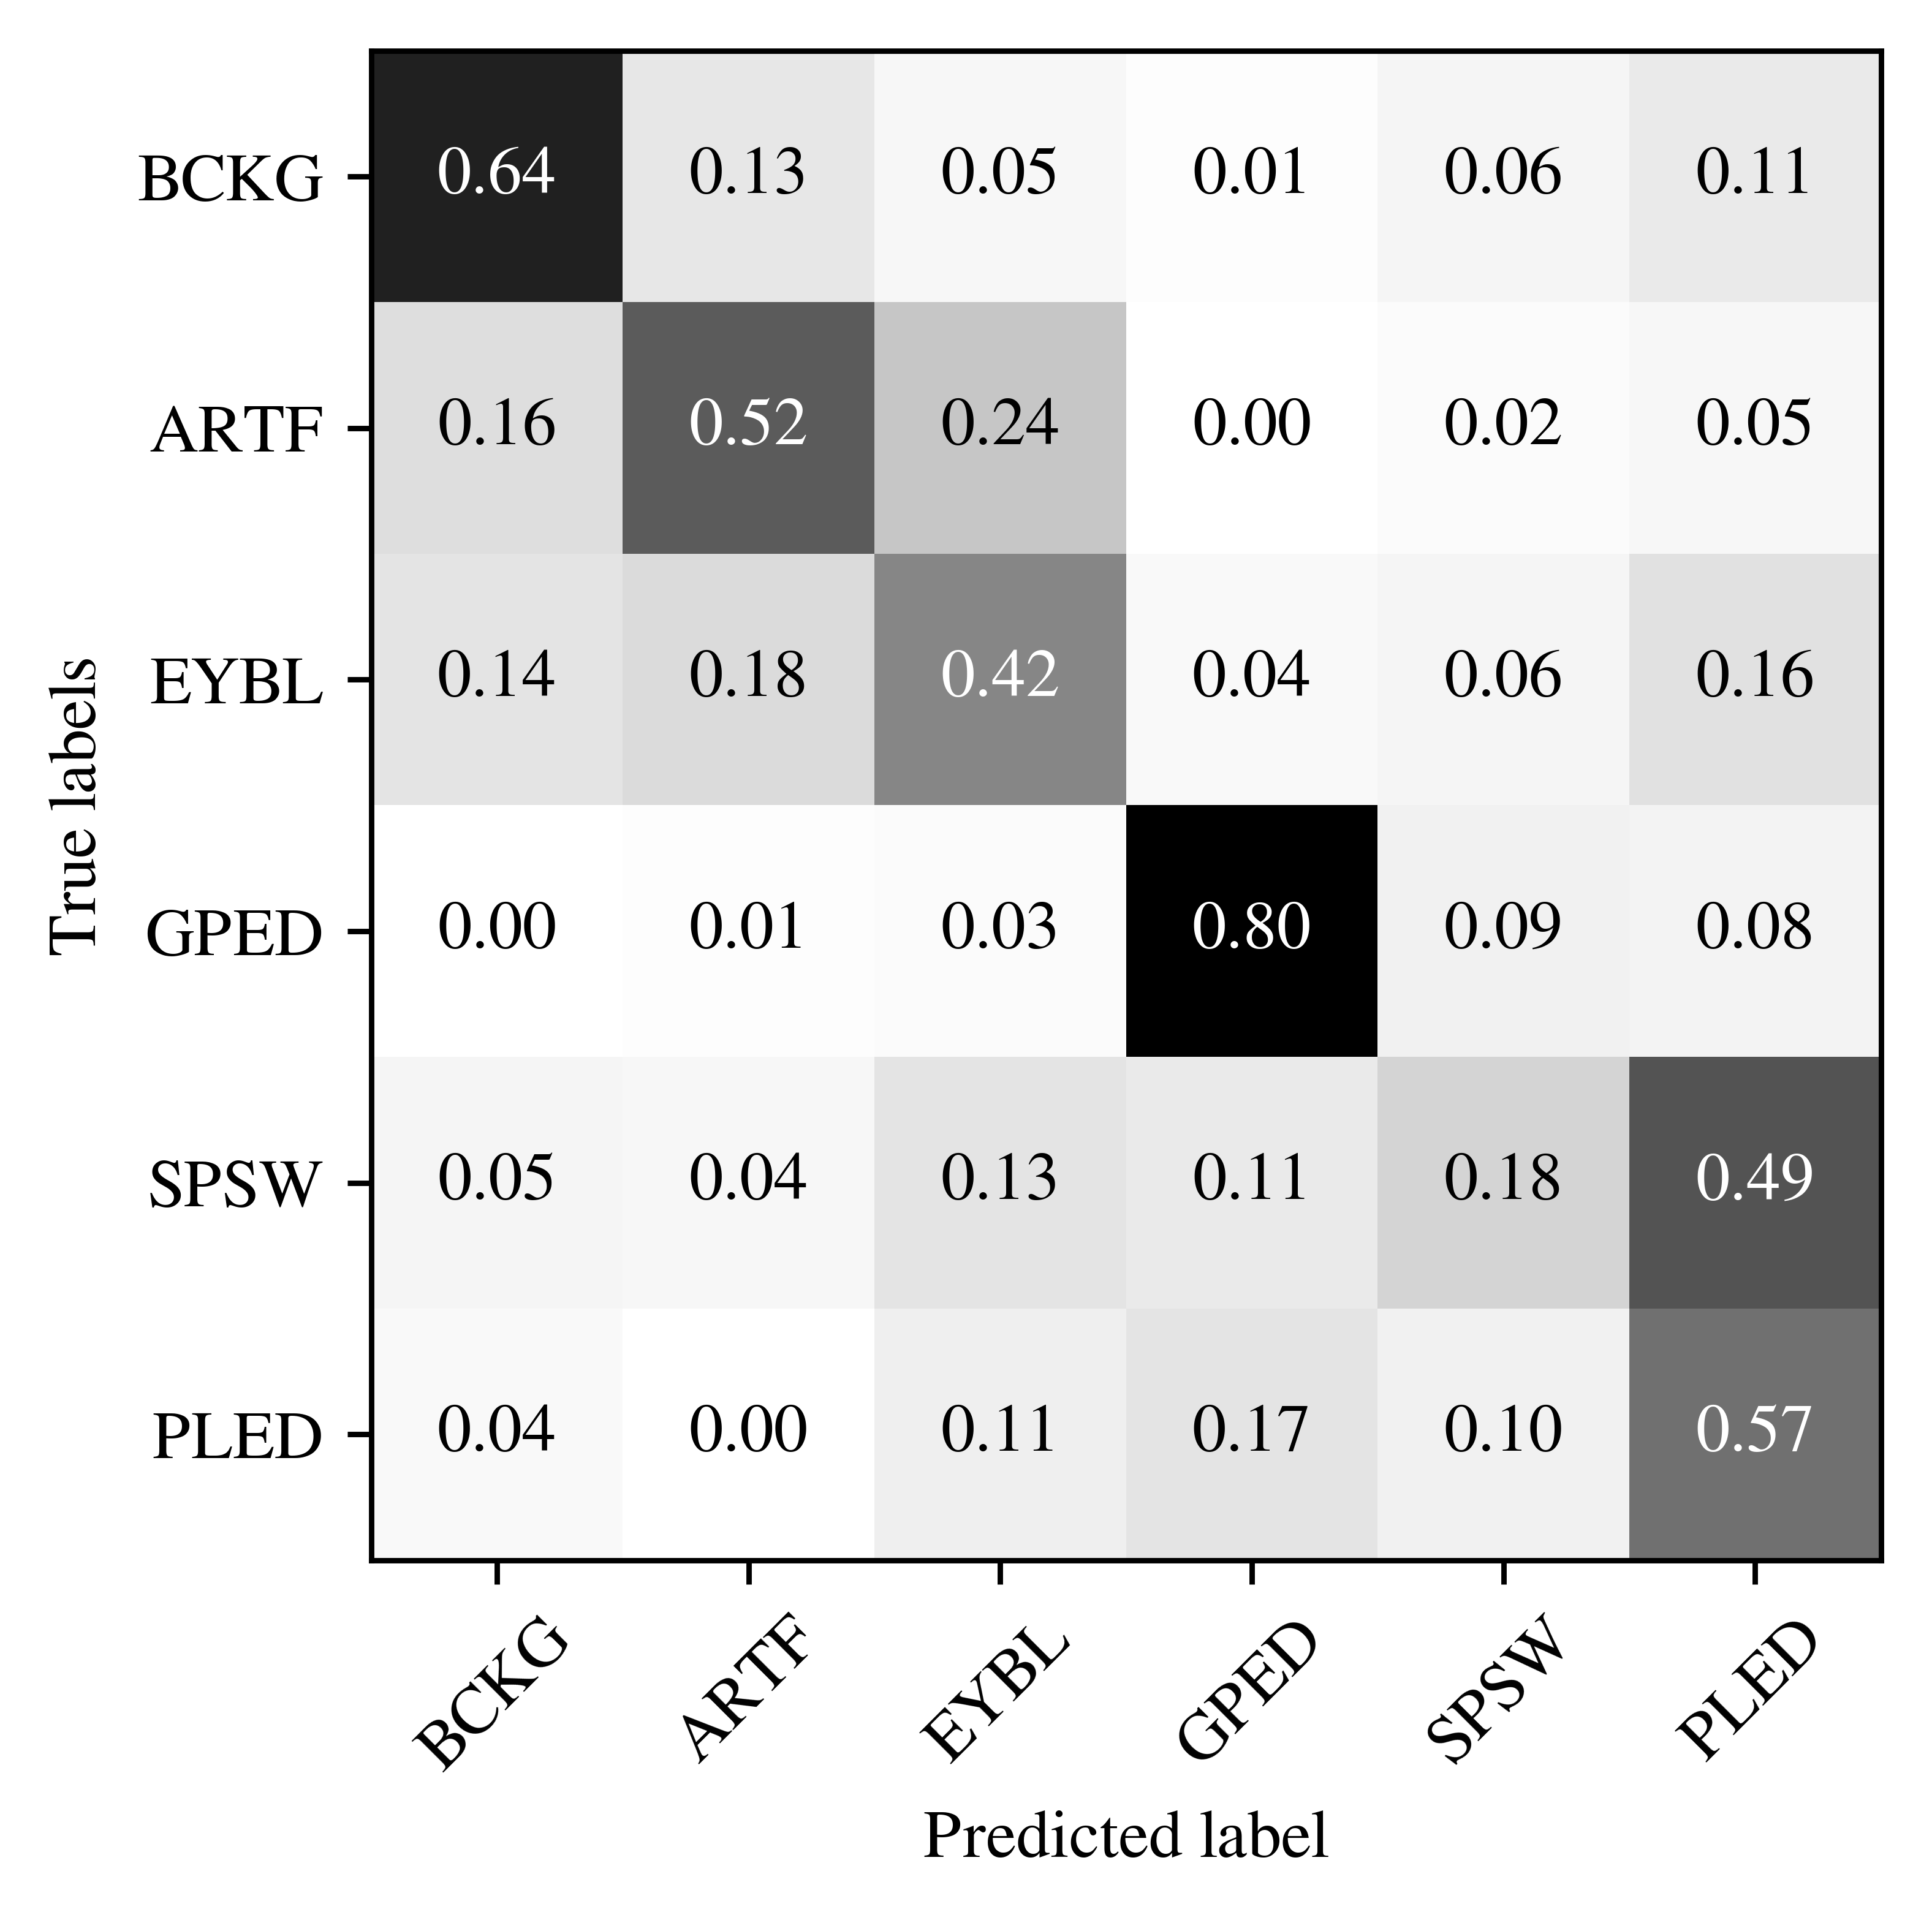 True labels
BCKG 0.64 0.13 0.05 0.01 0.06 0.11
ARTF 0.16 0.52 0.24 0.00 0.02 0.05
EYBL 0.14 0.18 0.42 0.04 0.06 0.16
GPED 0.00 0.01 0.03 0.80 0.09 0.08
SPSW 0.05 0.04 0.13 0.11 0.18 0.49
PLED 0.04 0.00 0.11 0.17 0.10 0.57
BCKG ARTF EYBL GPED SPSW PLED
Predicted label